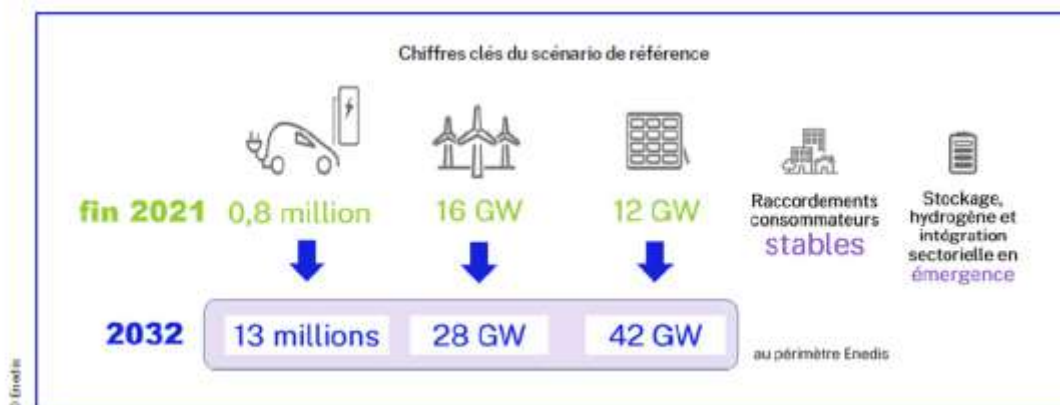 Chiffres clés du scénario de référence
fin 2021 0,8 million 16 GW 12 GW
Raccordements
consommateurs
stables
Stockage,
hydrogène et
intégration
sectorielle en
émergence
2032 13 millions 28 GW 42 GW
au périmètre Enedis
© Enedis